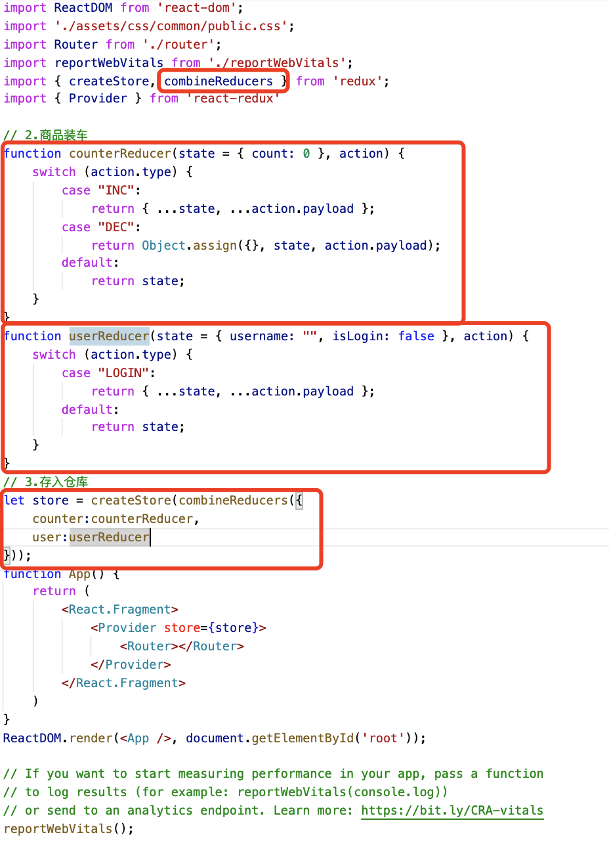 import ReactDOM from 'react-dom';
import './assets/css/common/public.css';
import Router from './router';
import reportWebVitals from './reportWebVitals';
import { createStore, combineReducers } from 'redux';
import { Provider } from 'react-redux'
// 2.商品装车
function counterReducer(state = { count: 0 }, action) {
    switch (action.type) {
        case "INC":
            return { ...state, ...action.payload };
        case "DEC":
            return Object.assign({}, state, action.payload);
        default:
            return state;
    }
}
function userReducer(state = { username: "", isLogin: false }, action) {
    switch (action.type) {
        case "LOGIN":
            return { ...state, ...action.payload };
        default:
            return state;
    }
}
// 3.存入仓库
let store = createStore(combineReducers({
    counter:counterReducer,
    user:userReducer
}));
function App() {
    return (
        <React.Fragment>
            <Provider store={store}>
                <Router></Router>
            </Provider>
        </React.Fragment>
    )
}
ReactDOM.render(<App />, document.getElementById('root'));
// If you want to start measuring performance in your app, pass a function
// to log results (for example: reportWebVitals(console.log))
// or send to an analytics endpoint. Learn more: https://bit.ly/CRA-vitals
reportWebVitals();